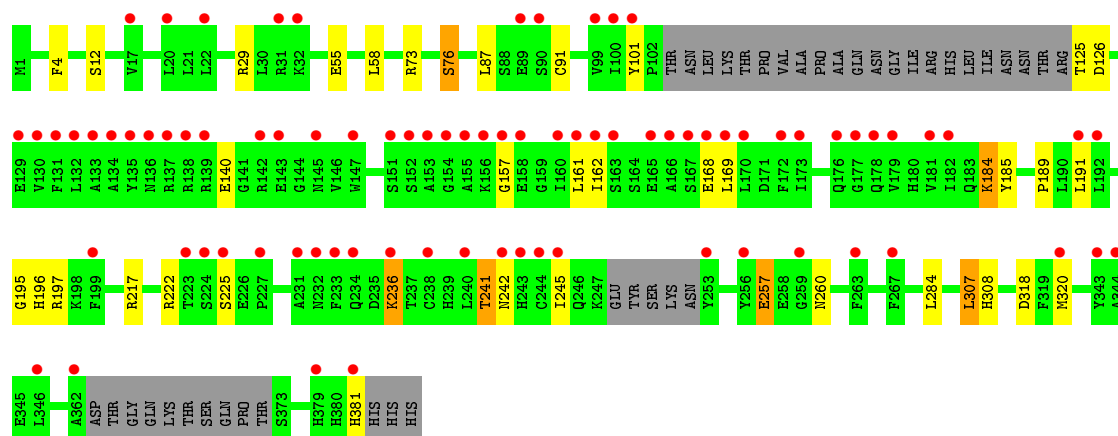 M1 F4 S12 V17 L20 L21 L22 R29 L30 R31 K32 E55 L58 R73 S76 L87 S88 E89 S90 C91 V99 I100 Y101 P102 THR ASN LEU LYS THR PRO VAL ALA PRO ALA GLN ASN GLY ILE ARG HIS LEU ILE ASN ASN THR ARG T125 D126
E129 V130 F131 L132 A133 A134 Y135 N136 R137 R138 R139 E140 G141 R142 E143 G144 N145 V146 W147 S151 S152 A153 G154 A155 K156 G157 E158 G159 I160 L161 I162 S163 S164 E165 A166 S167 E168 L169 L170 D171 F172 I173 Q176 G177 Q178 V179 H180 V181 I182 Q183 K184 Y185 P189 L190 L191 L192
G195 H196 R197 K198 F199 R217 R222 T223 S224 S225 E226 P227 A231 N232 F233 Q234 D235 K236 T237 C238 H239 L240 T241 N242 H243 C244 I245 Q246 K247 GLU TYR SER LYS ASN Y253 Y256 E257 E258 G259 N260 F263 F267 L284 L307 H308 D318 F319 M320 Y343 A344
E345 L346 A362 ASP THR GLY GLN LYS THR SER GLN PRO THR S373 H379 H380 H381 HIS HIS HIS